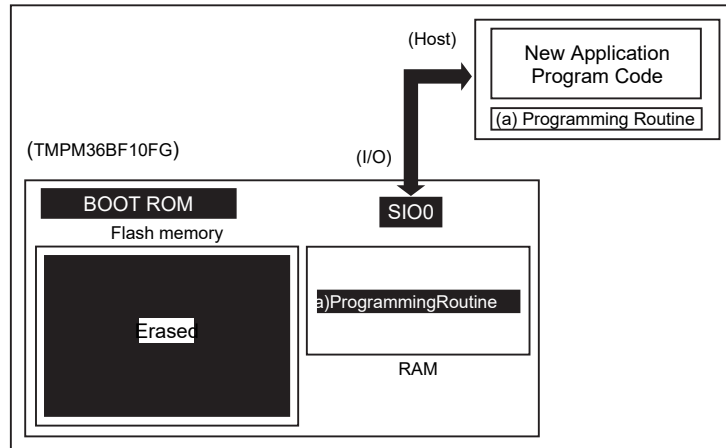 (Host)
New Application
Program Code
(a) Programming Routine
(TMPM36BF10FG)
(I/O)
BOOT ROM
SIO0
Flash memory
a)ProgrammingRoutine
Erased
RAM